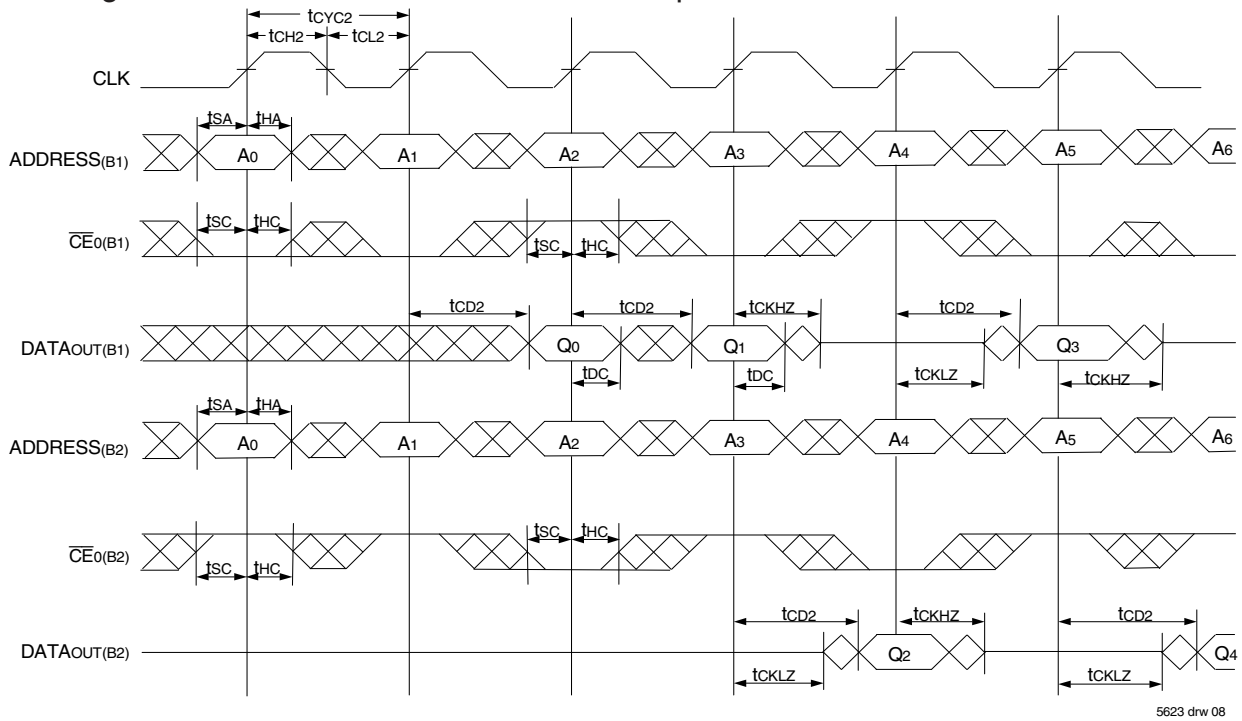 tCYC2
tCH2 tCL2
CLK
tSA tHA
ADDRESS(B1) A0 A1 A2 A3 A4 A5 A6
tSC tHC
CE0(B1)
tSC tHC
tCD2 tCD2 tCKHZ tCD2
DATAOUT(B1) Q0 Q1 Q3
tDC tDC tCKLZ tCKHZ
tSA tHA
ADDRESS(B2) A0 A1 A2 A3 A4 A5 A6
tSC tHC
CE0(B2)
tSC tHC
tCD2 tCKHZ tCD2
DATAOUT(B2) Q2 Q4
tCKLZ tCKLZ
5623 drw 08